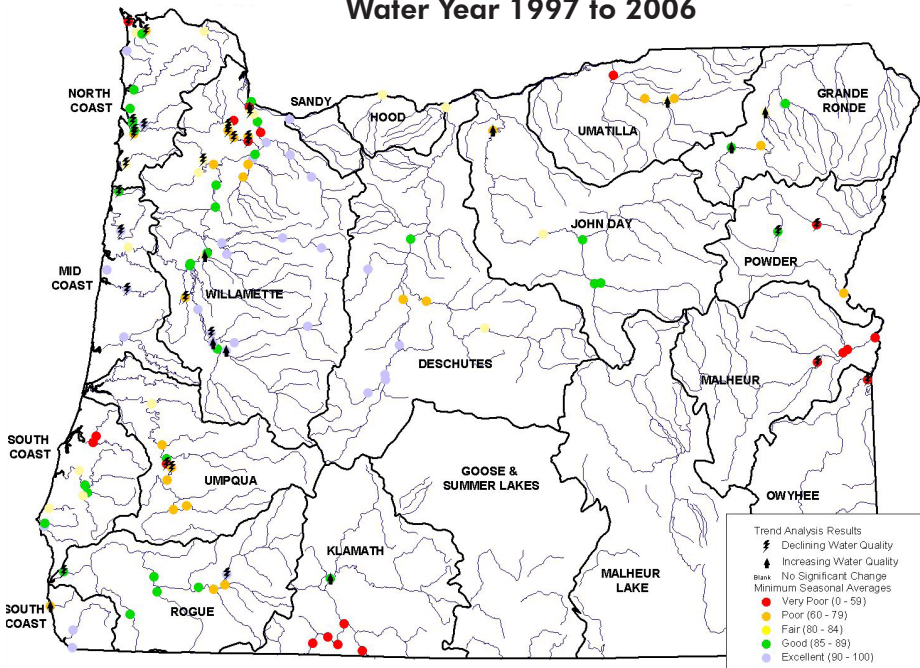 Water Year 1997 to 2006
NORTH
COAST
SANDY
HOOD
UMATILLA
GRANDE
RONDE
JOHN DAY
POWDER
MID
COAST
WILLAMETTE
DESCHUTES
MALHEUR
SOUTH
COAST
UMPQUA
GOOSE &
SUMMER LAKES
OWYHEE
KLAMATH
MALHEUR
LAKE
ROGUE
SOUTH
COAST
Trend Analysis Results
Declining Water Quality
Increasing Water Quality
Blank No Significant Change
Minimum Seasonal Averages
Very Poor (0 - 59)
Poor (60 - 79)
Fair (80 - 84)
Good (85 - 89)
Excellent (90 - 100)